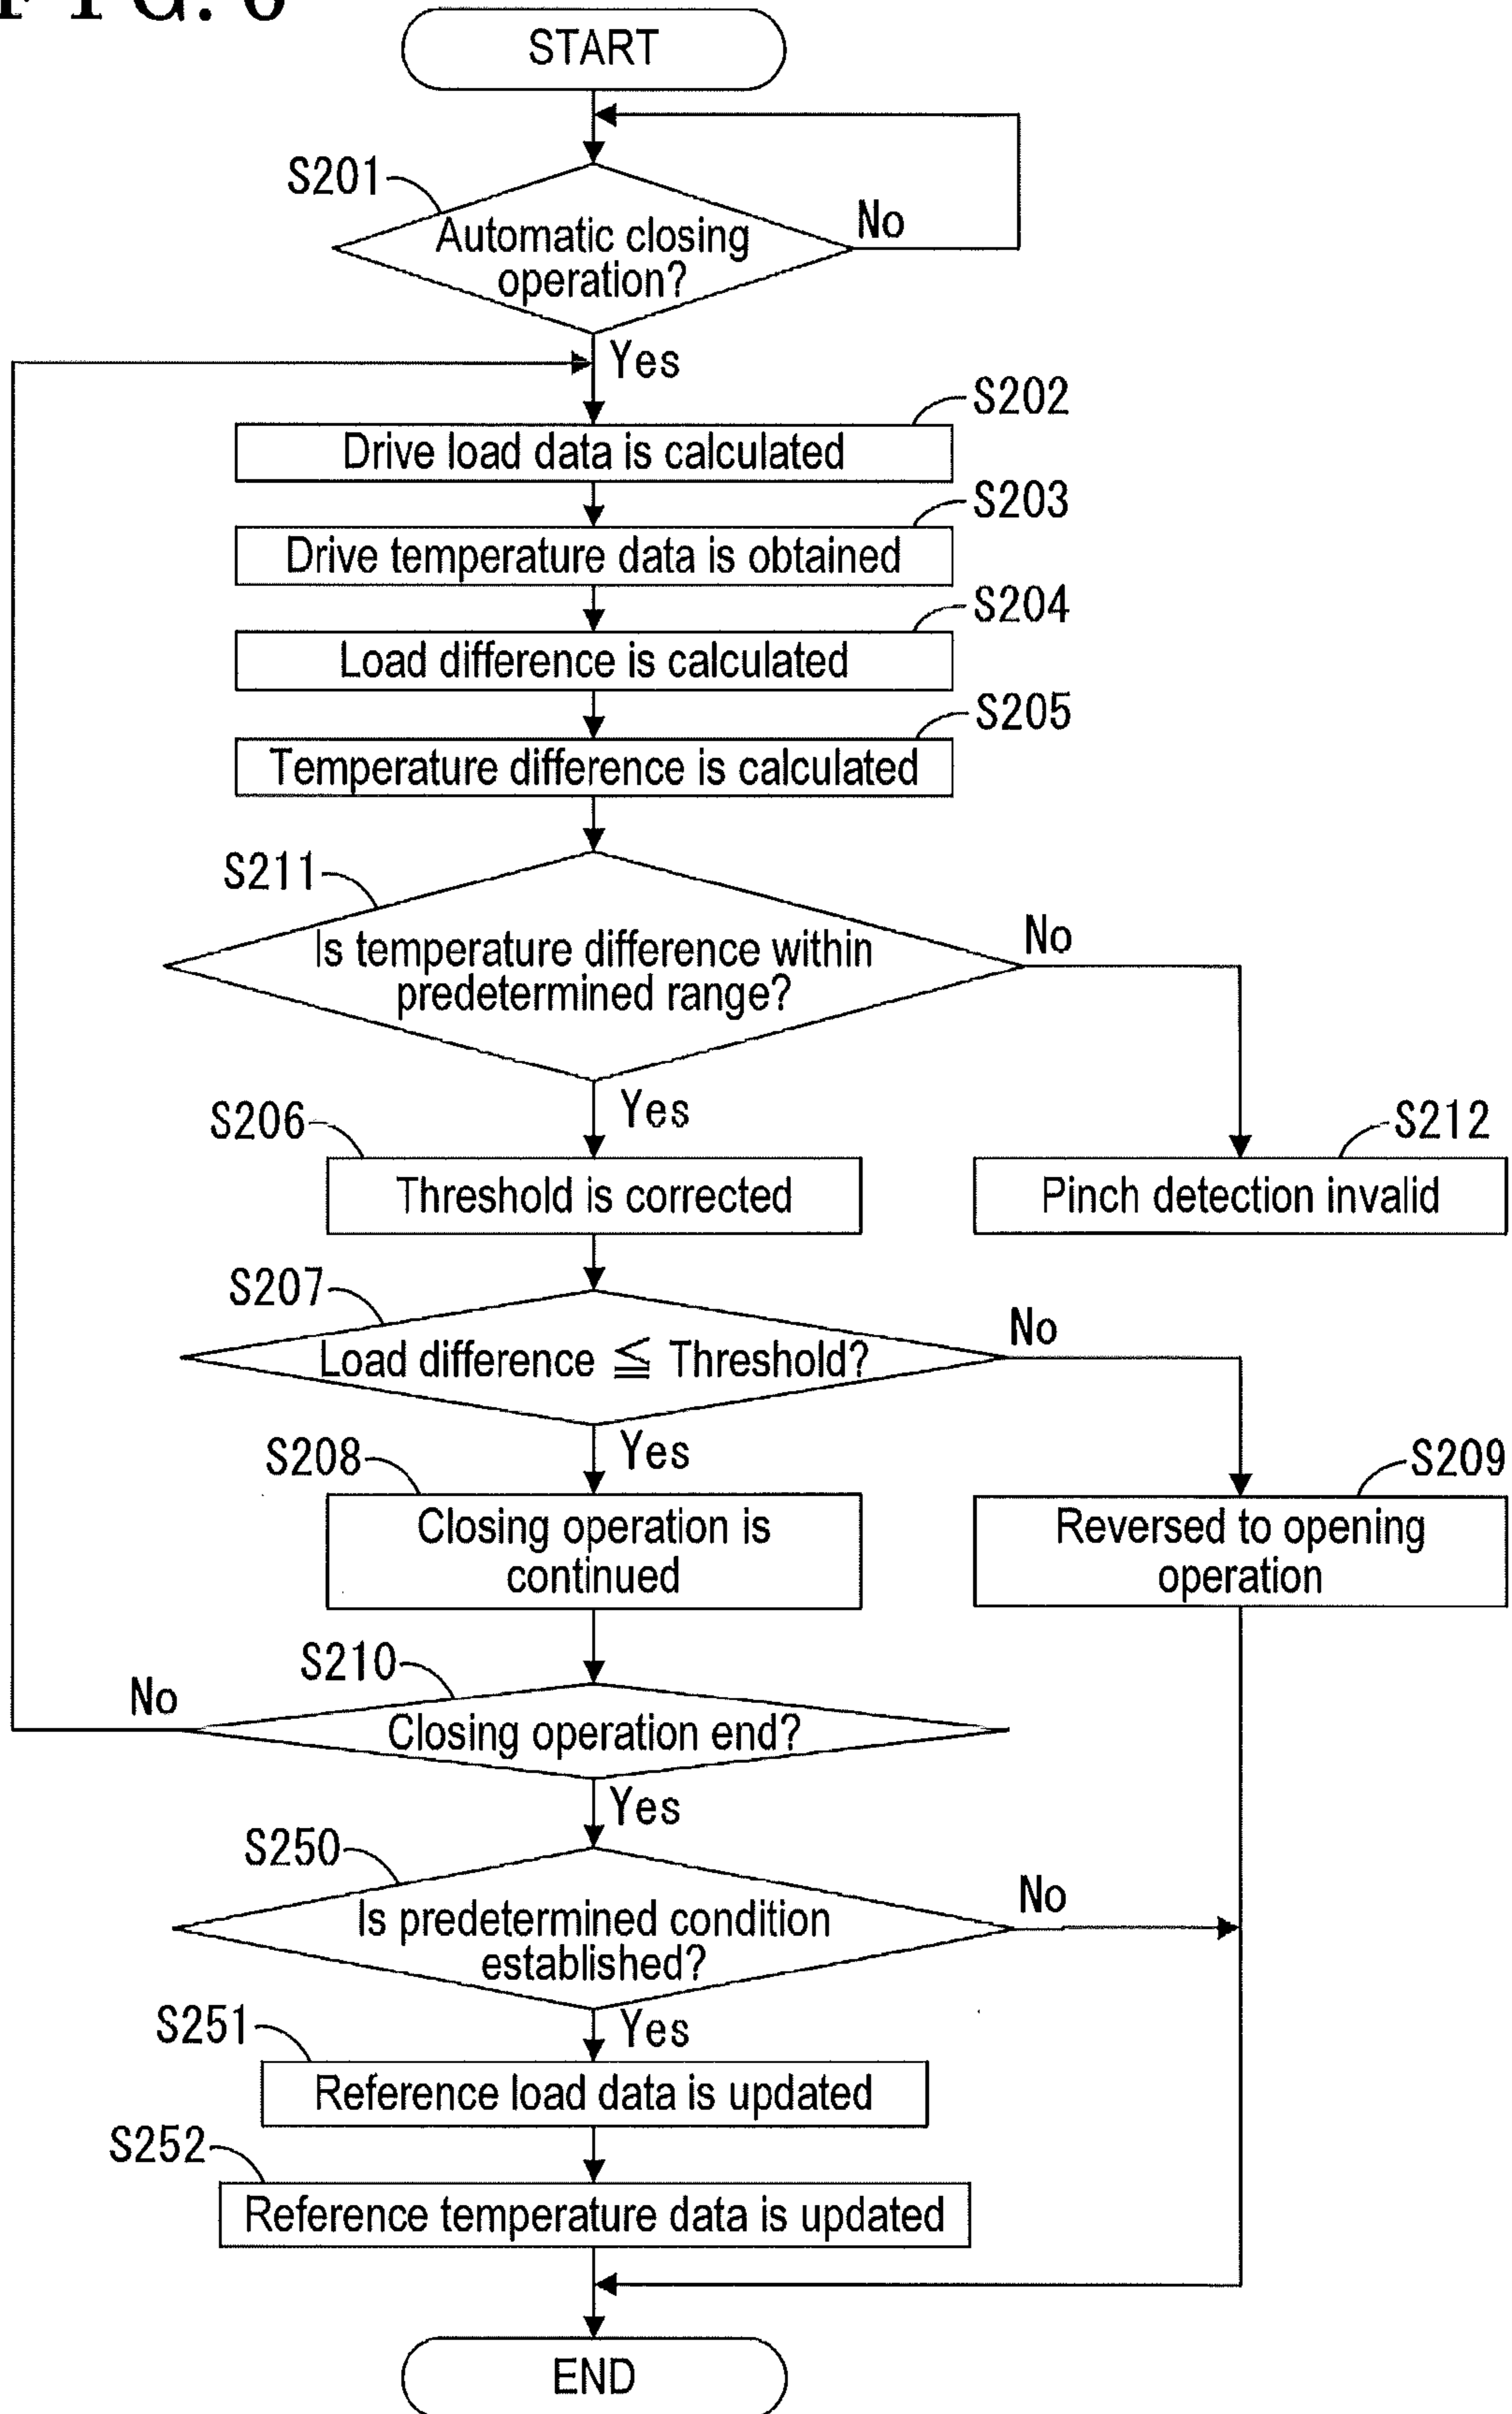 START
S201
Automatic closing
operation?
No
Yes
S202
Drive load data is calculated
S203
Drive temperature data is obtained
S204
Load difference is calculated
S205
Temperature difference is calculated
S211
Is temperature difference within
predetermined range?
No
Yes
S206
Threshold is corrected
S212
Pinch detection invalid
S207
Load difference ≦ Threshold?
No
Yes
S208
Closing operation is
continued
S209
Reversed to opening
operation
S210
No
Closing operation end?
Yes
S250
Is predetermined condition
established?
No
Yes
S251
Reference load data is updated
S252
Reference temperature data is updated
END